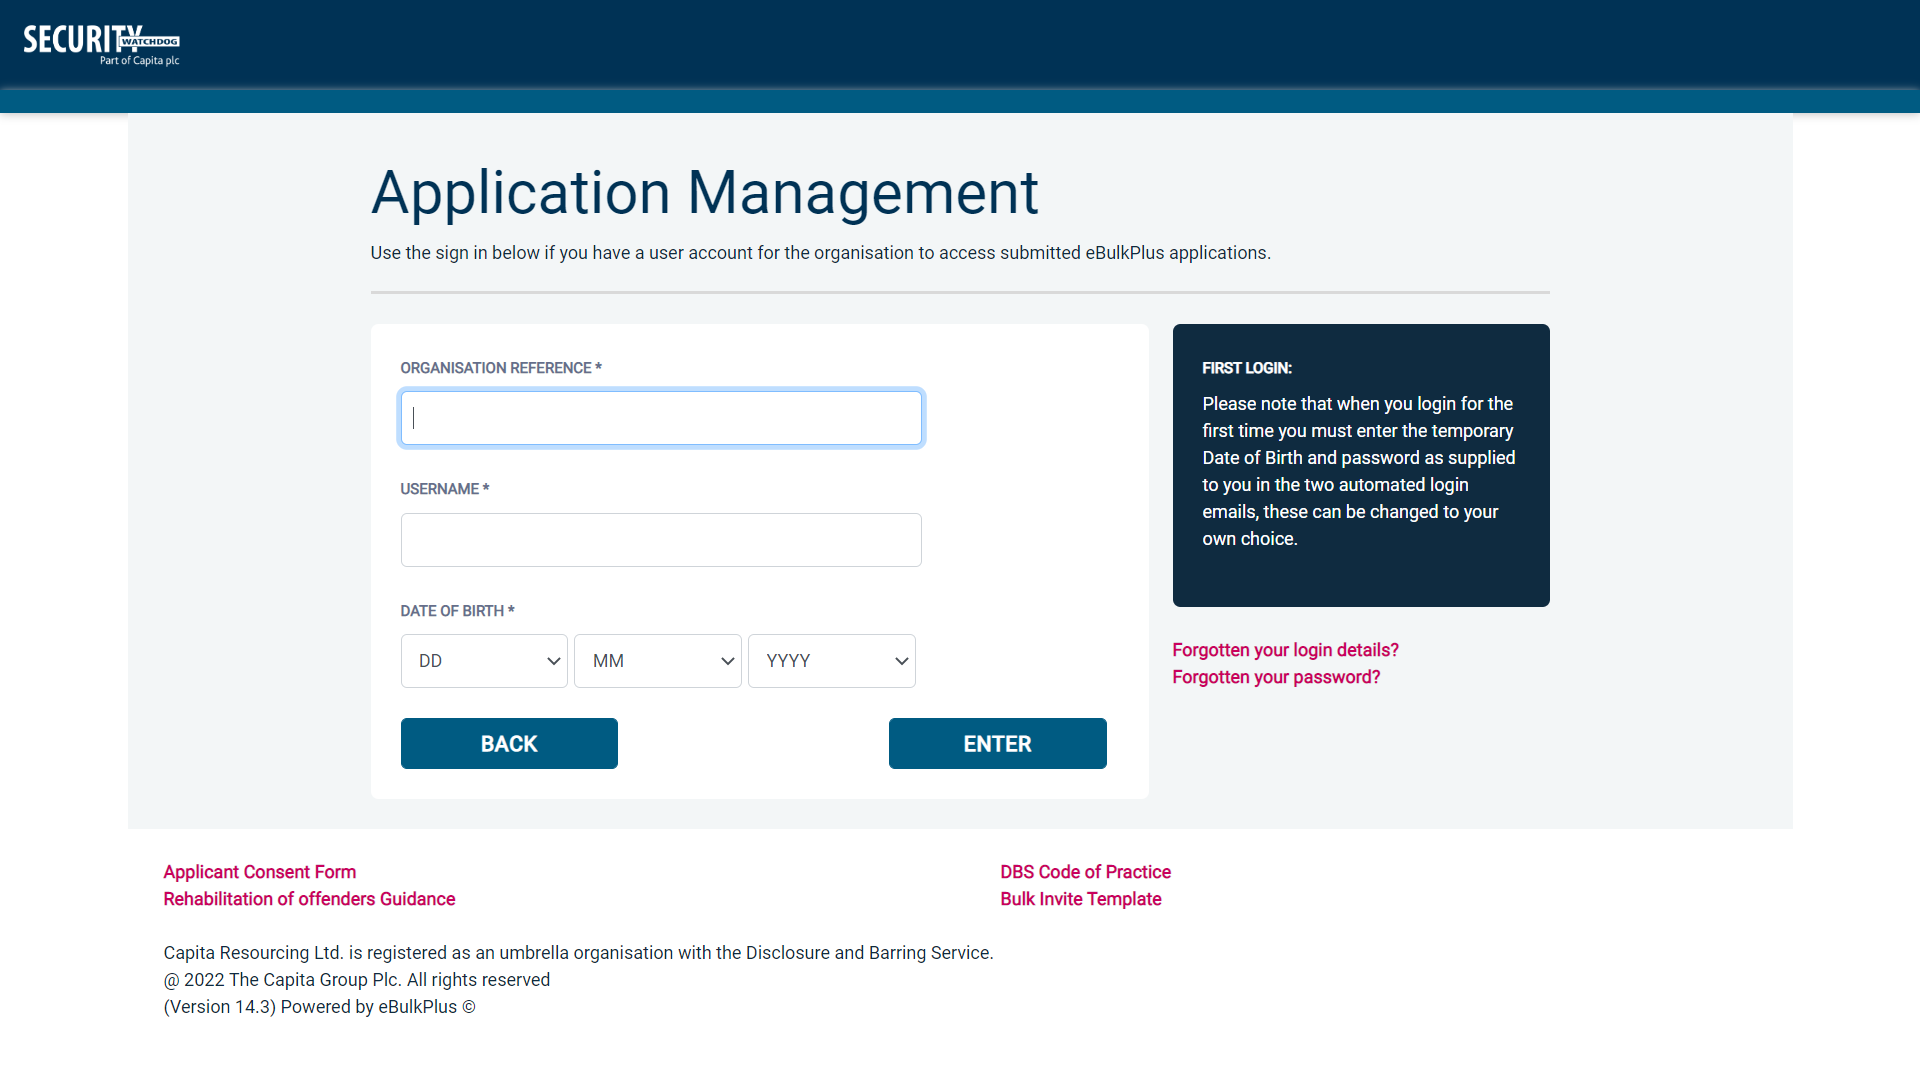 SECURITY
WATCHDOG
Part of Capita plc
Application Management
Use the sign in below if you have a user account for the organisation to access submitted eBulkPlus applications.
ORGANISATION REFERENCE *
USERNAME *
DATE OF BIRTH *
DD
MM
YYYY
BACK
ENTER
FIRST LOGIN:
Please note that when you login for the
first time you must enter the temporary
Date of Birth and password as supplied
to you in the two automated login
emails, these can be changed to your
own choice.
Forgotten your login details?
Forgotten your password?
Applicant Consent Form
Rehabilitation of offenders Guidance
DBS Code of Practice
Bulk Invite Template
Capita Resourcing Ltd. is registered as an umbrella organisation with the Disclosure and Barring Service.
@ 2022 The Capita Group Plc. All rights reserved
(Version 14.3) Powered by eBulkPlus ©